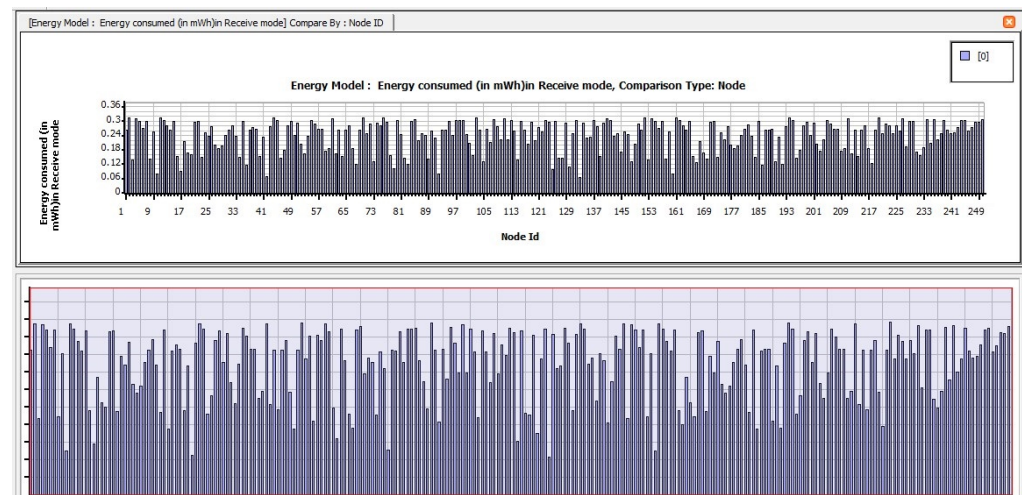 [Energy Model : Energy consumed (in mWh)in Receive mode] Compare By : Node ID
[0]
Energy Model : Energy consumed (in mWh)in Receive mode, Comparison Type: Node
Energy consumed (in
mWh)in Receive mode
0.36
0.3
0.24
0.18
0.12
0.06
0
1 9 17 25 33 41 49 57 65 73 81 89 97 105 113 121 129 137 145 153 161 169 177 185 193 201 209 217 225 233 241 249
Node Id